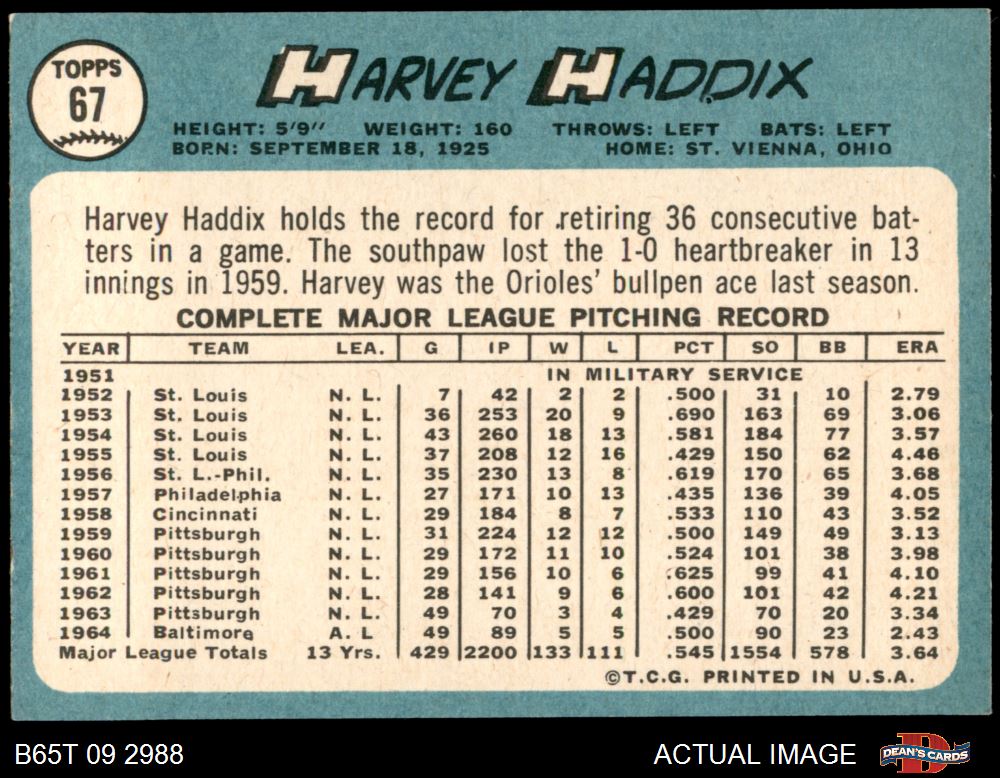 TOPPS
67
HARVEY HADDIX
HEIGHT: 5'9" WEIGHT: 160 THROWS: LEFT BATS: LEFT
BORN: SEPTEMBER 18, 1925 HOME: ST. VIENNA, OHIO
Harvey Haddix holds the record for retiring 36 consecutive bat-
ters in a game. The southpaw lost the 1-0 heartbreaker in 13
innings in 1959. Harvey was the Orioles' bullpen ace last season.
COMPLETE MAJOR LEAGUE PITCHING RECORD
YEAR TEAM LEA. G IP W L PCT SO BB ERA
1951 IN MILITARY SERVICE
1952 St. Louis N. L. 7 42 2 2 .500 31 10 2.79
1953 St. Louis N. L. 36 253 20 9 .690 163 69 3.06
1954 St. Louis N. L. 43 260 18 13 .581 184 77 3.57
1955 St. Louis N. L. 37 208 12 16 .429 150 62 4.46
1956 St. L.-Phil. N. L. 35 230 13 8 .619 170 65 3.68
1957 Philadelphia N. L. 27 171 10 13 .435 136 39 4.05
1958 Cincinnati N. L. 29 184 8 7 .533 110 43 3.52
1959 Pittsburgh N. L. 31 224 12 12 .500 149 49 3.13
1960 Pittsburgh N. L. 29 172 11 10 .524 101 38 3.98
1961 Pittsburgh N. L. 29 156 10 6 .625 99 41 4.10
1962 Pittsburgh N. L. 28 141 9 6 .600 101 42 4.21
1963 Pittsburgh N. L. 49 70 3 4 .429 70 20 3.34
1964 Baltimore A. L 49 89 5 5 .500 90 23 2.43
Major League Totals 13 Yrs. 429 2200 133 111 .545 1554 578 3.64
©T.C.G. PRINTED IN U.S.A.
B65T 09 2988 ACTUAL IMAGE DEAN'S CARDS